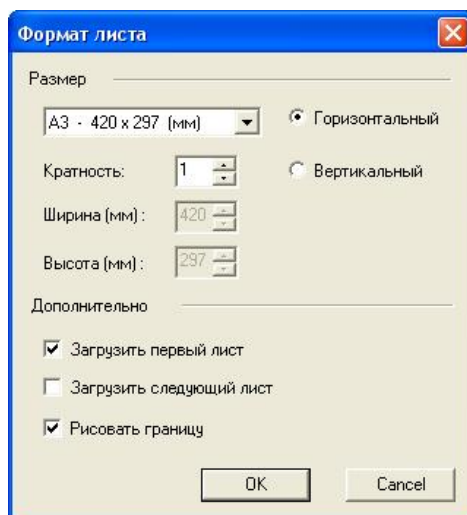 Формат листа
Размер
А3 - 420 x 297 (мм)
Горизонтальный
Кратность: 1
Вертикальный
Ширина (мм) : 420
Высота (мм) : 297
Дополнительно
Загрузить первый лист
Загрузить следующий лист
Рисовать границу
OK
Cancel